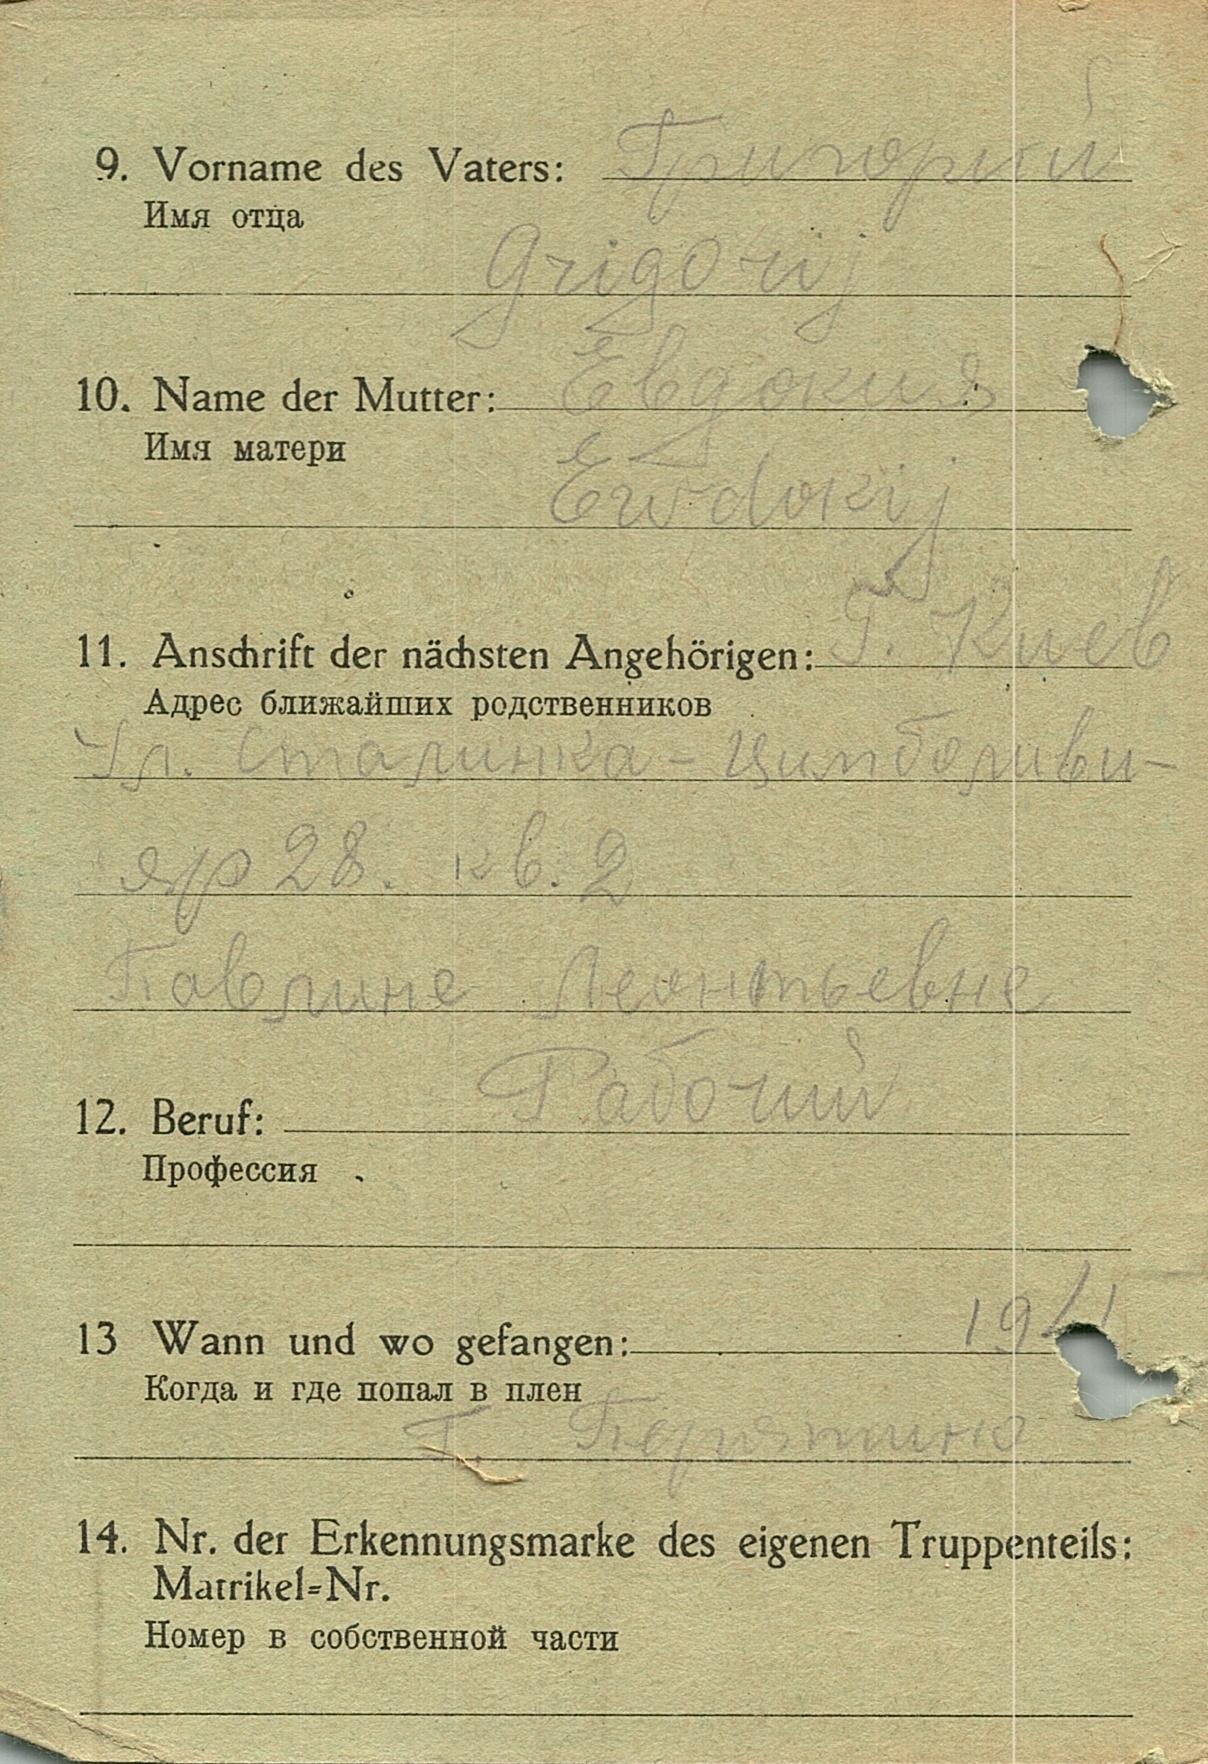 9. Vorname des Vaters: Григорий
Имя отца
Grigorij
10. Name der Mutter: Евдокия
Имя матери
Ewdokij
11. Anschrift der nächsten Angehörigen: Г. Киев
Адрес ближайших родственников
Ул. Сталинка - Цимболиви-
яр 28. кв. 2
Павлине Леонтьевне
12. Beruf: Рабочий
Профессия
13 Wann und wo gefangen: 1941
Когда и где попал в плен
Г.
14. Nr. der Erkennungsmarke des eigenen Truppenteils:
Matrikel=Nr.
Номер в собственной части